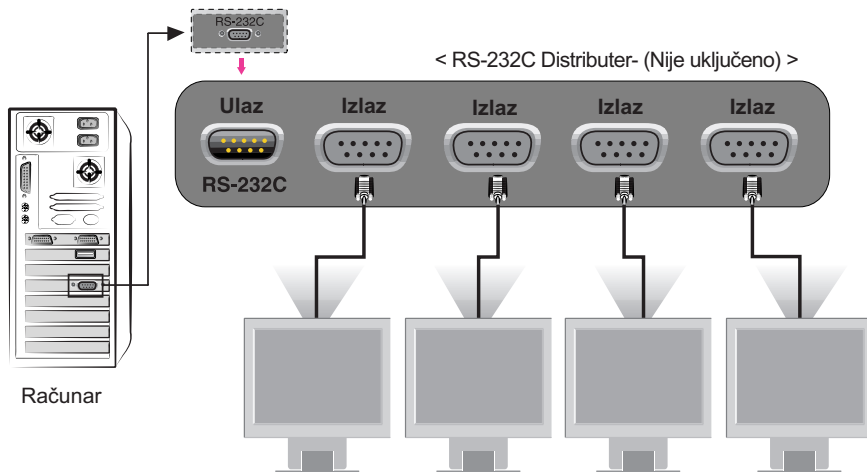 RS-232C
< RS-232C Distributer- (Nije uključeno) >
Ulaz Izlaz Izlaz Izlaz Izlaz
RS-232C
Računar